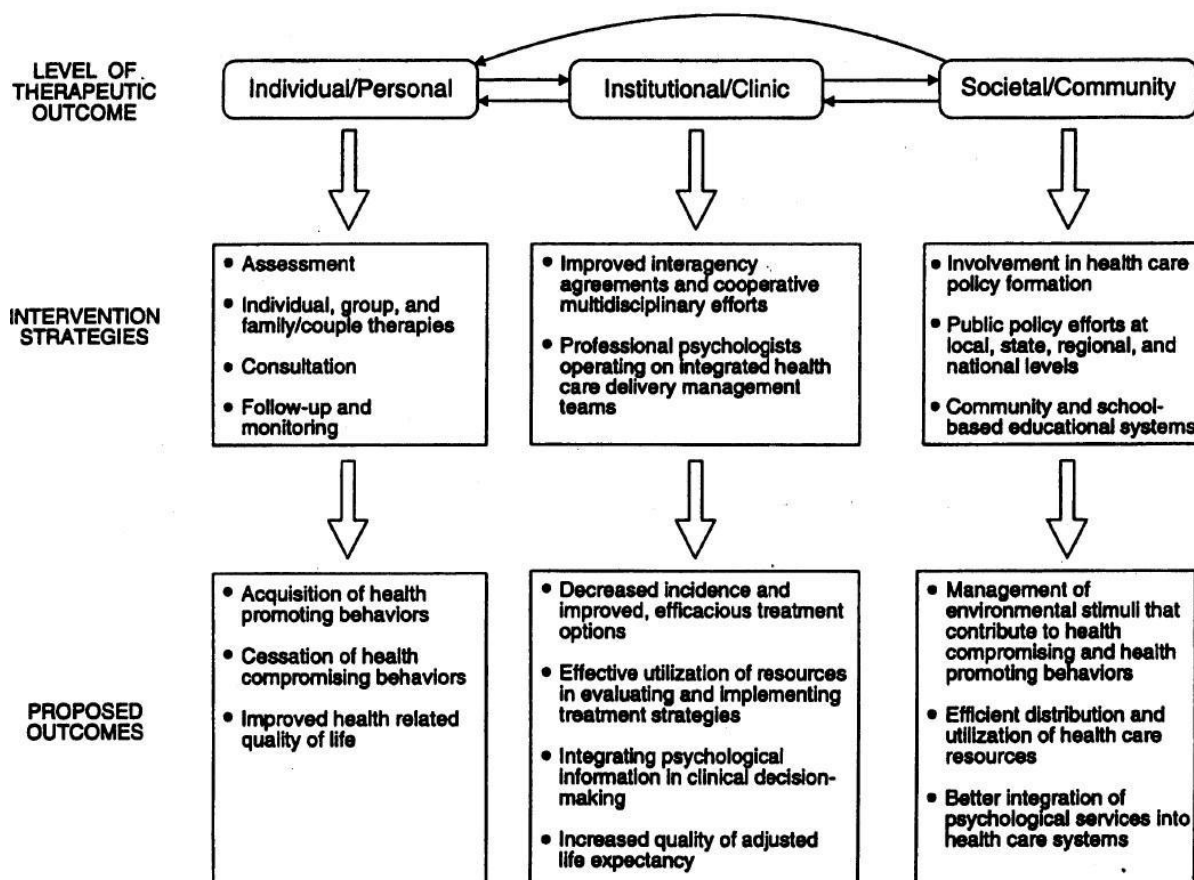 LEVEL OF
THERAPEUTIC
OUTCOME
Individual/Personal
Institutional/Clinic
Societal/Community
INTERVENTION
STRATEGIES
• Assessment
• Individual, group, and
family/couple therapies
• Consultation
• Follow-up and
monitoring
• Improved interagency
agreements and cooperative
multidisciplinary efforts
• Professional psychologists
operating on integrated health
care delivery management
teams
• Involvement in health care
policy formation
• Public policy efforts at
local, state, regional, and
national levels
• Community and school-
based educational systems
PROPOSED
OUTCOMES
• Acquisition of health
promoting behaviors
• Cessation of health
compromising behaviors
• Improved health related
quality of life
• Decreased incidence and
improved, efficacious treatment
options
• Effective utilization of resources
in evaluating and implementing
treatment strategies
• Integrating psychological
information in clinical decision-
making
• Increased quality of adjusted
life expectancy
• Management of
environmental stimuli that
contribute to health
compromising and health
promoting behaviors
• Efficient distribution and
utilization of health care
resources
• Better integration of
psychological services into
health care systems